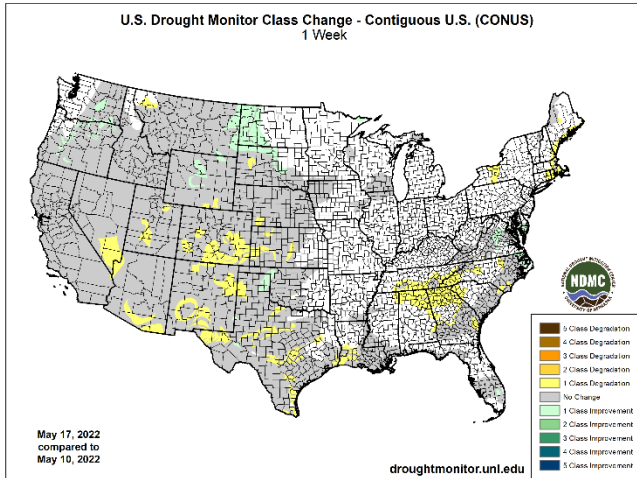 U.S. Drought Monitor Class Change - Contiguous U.S. (CONUS)
1 Week
NDMC
5 Class Degradation
4 Class Degradation
3 Class Degradation
2 Class Degradation
1 Class Degradation
No Change
1 Class Improvement
2 Class Improvement
3 Class Improvement
4 Class Improvement
5 Class Improvement
May 17, 2022
compared to
May 10, 2022
droughtmonitor.unl.edu